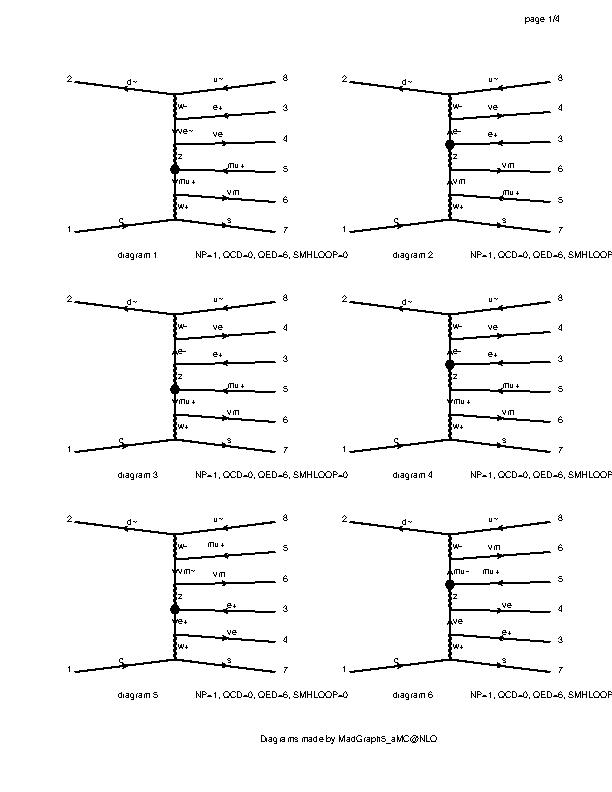 page 1/4
2 d~ u~ 8 2 d~ u~ 8
w- e+ 3 w- ve 4
ve~ ve 4 e- e+ 3
z mu+ 5 z vm 6
mu+ vm 6 vm mu+ 5
w+ w+
1 c s 7 1 c s 7
diagram 1 NP=1, QCD=0, QED=6, SMHLOOP=0 diagram 2 NP=1, QCD=0, QED=6, SMHLOOP
2 d~ u~ 8 2 d~ u~ 8
w- ve 4 w- ve 4
e- e+ 3 e- e+ 3
z mu+ 5 z mu+ 5
mu+ vm 6 mu+ vm 6
w+ w+
1 c s 7 1 c s 7
diagram 3 NP=1, QCD=0, QED=6, SMHLOOP=0 diagram 4 NP=1, QCD=0, QED=6, SMHLOOP
2 d~ u~ 8 2 d~ u~ 8
w- mu+ 5 w- vm 6
vm~ vm 6 mu- mu+ 5
z e+ 3 z ve 4
e+ ve 4 ve e+ 3
w+ w+
1 c s 7 1 c s 7
diagram 5 NP=1, QCD=0, QED=6, SMHLOOP=0 diagram 6 NP=1, QCD=0, QED=6, SMHLOOP
Diagrams made by MadGraph5_aMC@NLO